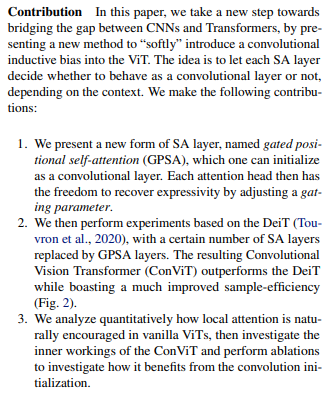 Contribution In this paper, we take a new step towards
bridging the gap between CNNs and Transformers, by pre-
senting a new method to “softly” introduce a convolutional
inductive bias into the ViT. The idea is to let each SA layer
decide whether to behave as a convolutional layer or not,
depending on the context. We make the following contribu-
tions:
1. We present a new form of SA layer, named gated posi-
tional self-attention (GPSA), which one can initialize
as a convolutional layer. Each attention head then has
the freedom to recover expressivity by adjusting a gat-
ing parameter.
2. We then perform experiments based on the DeiT (Tou-
vron et al., 2020), with a certain number of SA layers
replaced by GPSA layers. The resulting Convolutional
Vision Transformer (ConViT) outperforms the DeiT
while boasting a much improved sample-efficiency
(Fig. 2).
3. We analyze quantitatively how local attention is natu-
rally encouraged in vanilla ViTs, then investigate the
inner workings of the ConViT and perform ablations
to investigate how it benefits from the convolution ini-
tialization.